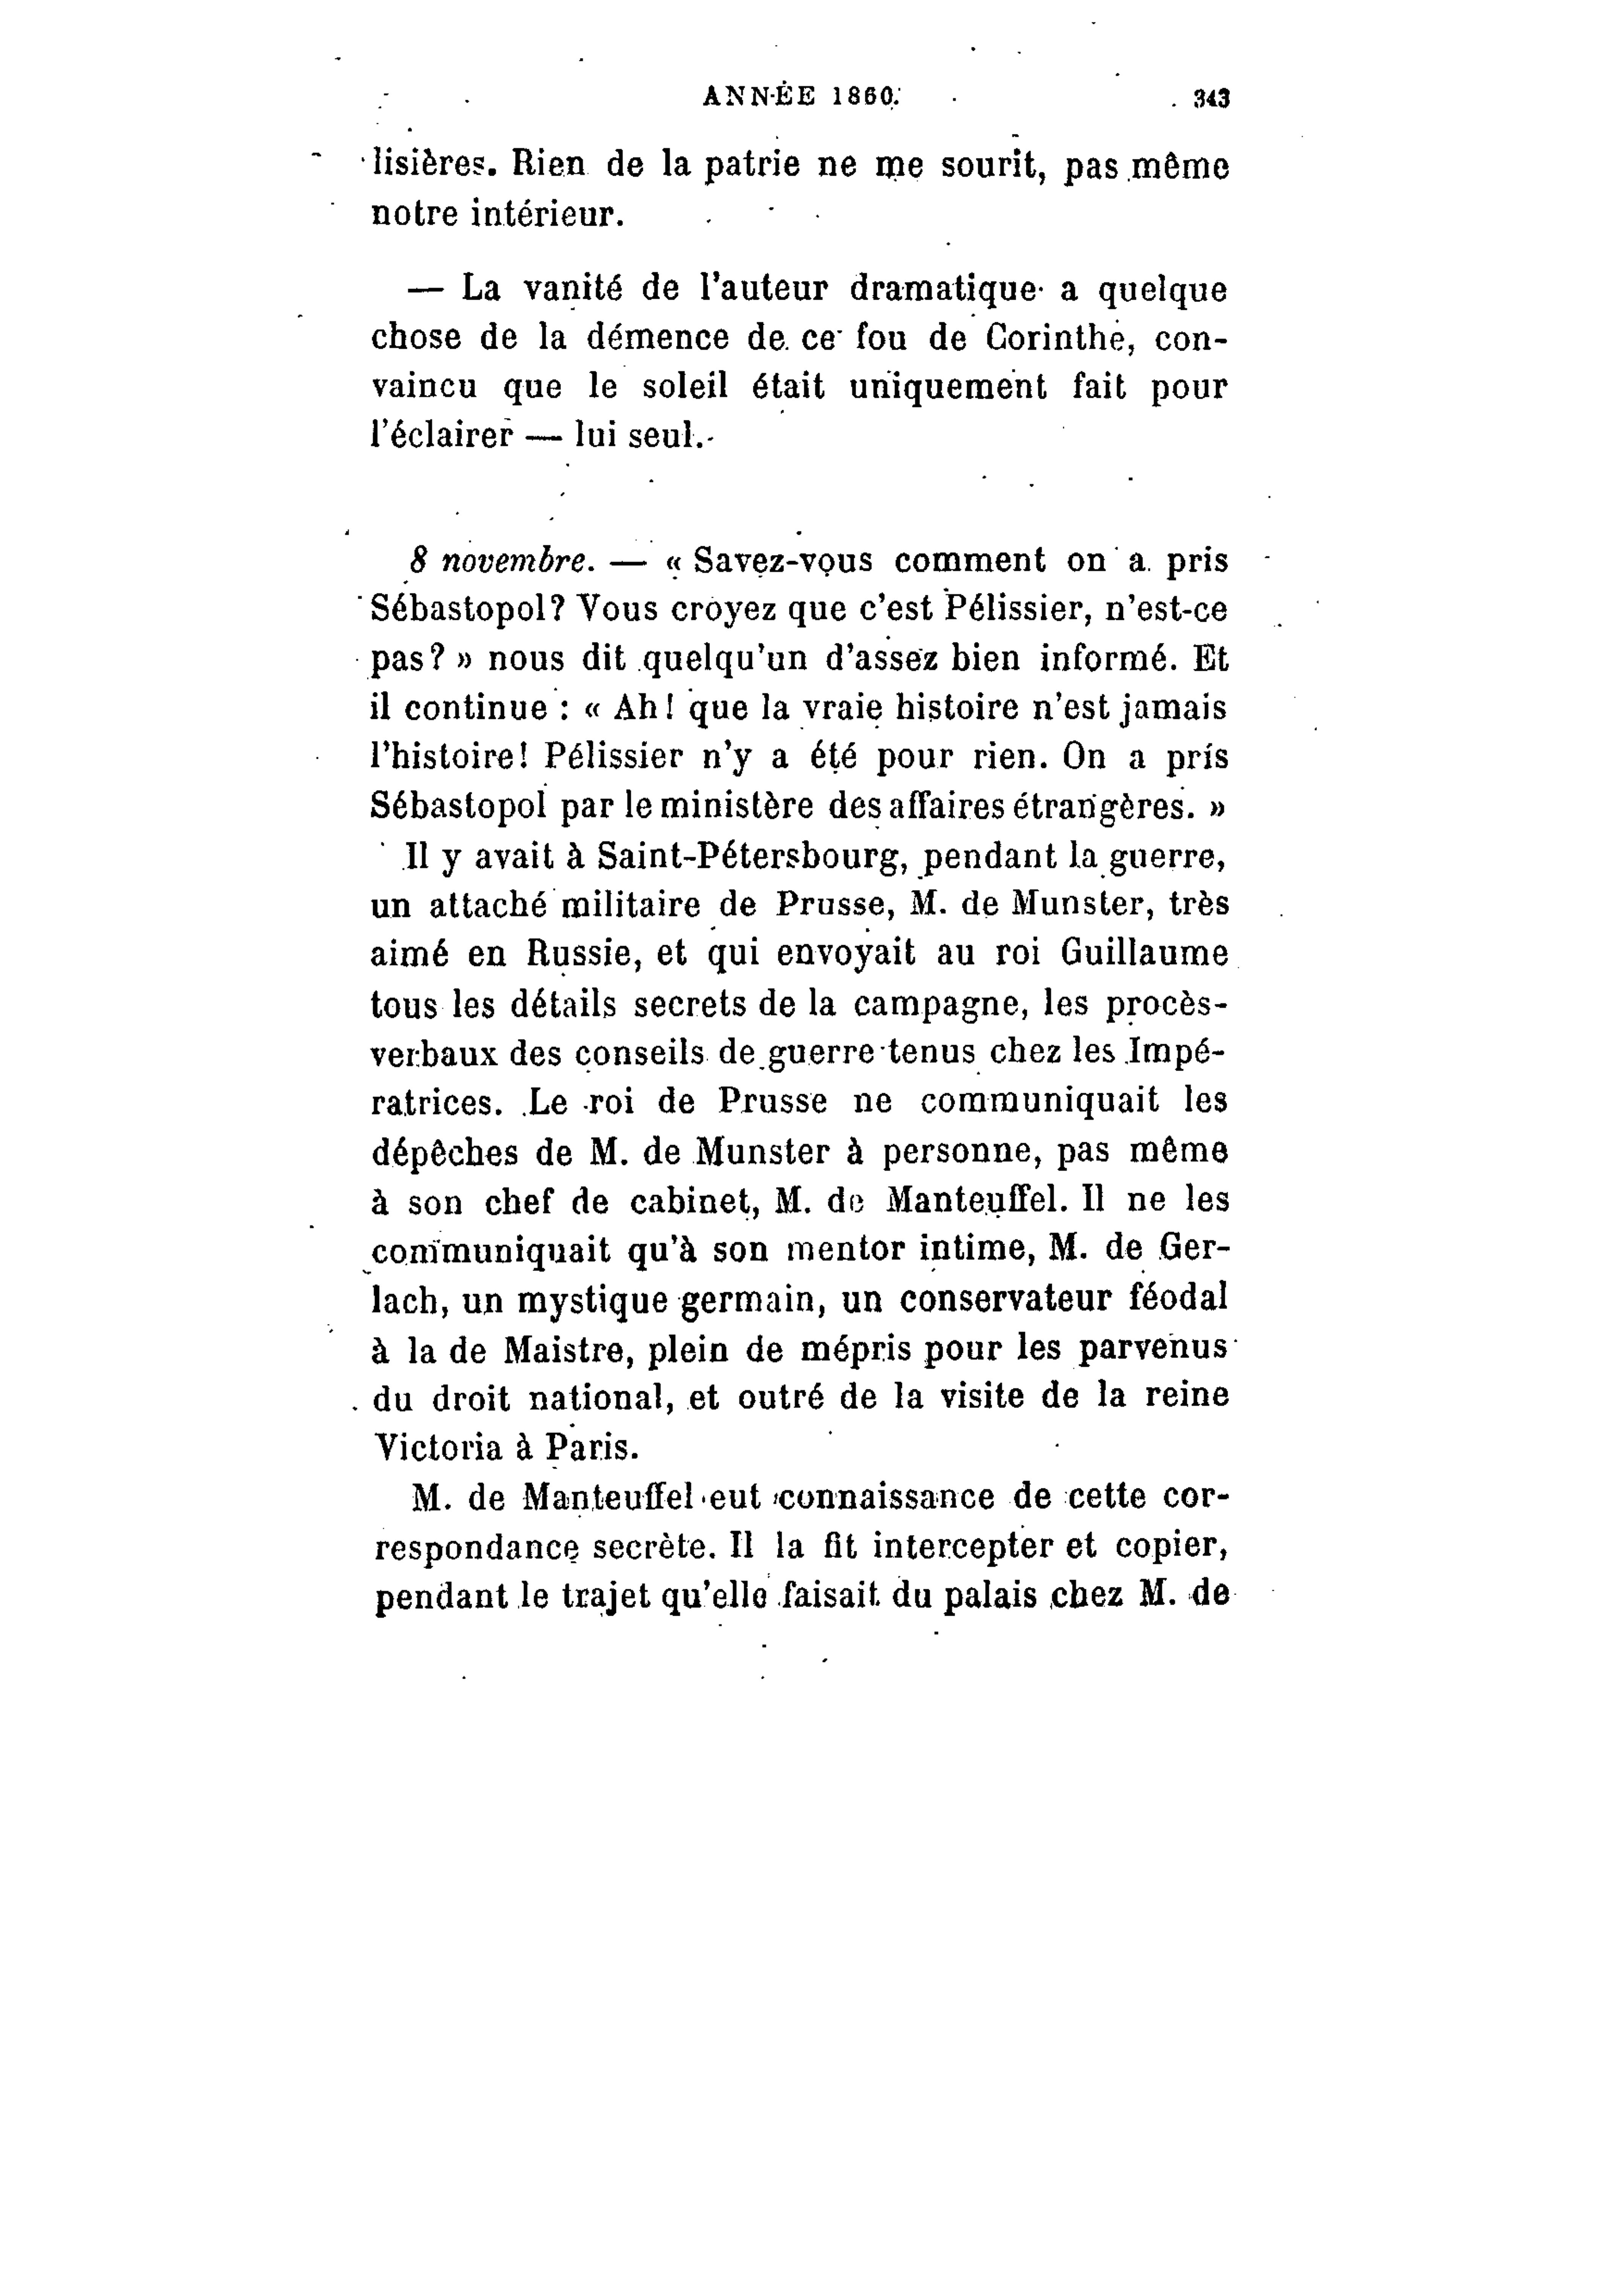 ANNÉE 1860. 343
lisières. Rien de la patrie ne me sourit, pas même
notre intérieur.
— La vanité de l'auteur dramatique a quelque
chose de la démence de ce fou de Corinthe, con-
vaincu que le soleil était uniquement fait pour
l'éclairer — lui seul.
8 novembre. — « Savez-vous comment on a pris
Sébastopol? Vous croyez que c'est Pélissier, n'est-ce
pas? » nous dit quelqu'un d'assez bien informé. Et
il continue : « Ah! que la vraie histoire n'est jamais
l'histoire! Pélissier n'y a été pour rien. On a pris
Sébastopol par le ministère des affaires étrangères. »
Il y avait à Saint-Pétersbourg, pendant la guerre,
un attaché militaire de Prusse, M. de Munster, très
aimé en Russie, et qui envoyait au roi Guillaume
tous les détails secrets de la campagne, les procès-
verbaux des conseils de guerre tenus chez les Impé-
ratrices. Le roi de Prusse ne communiquait les
dépêches de M. de Munster à personne, pas même
à son chef de cabinet, M. de Manteuffel. Il ne les
communiquait qu'à son mentor intime, M. de Ger-
lach, un mystique germain, un conservateur féodal
à la de Maistre, plein de mépris pour les parvenus
du droit national, et outré de la visite de la reine
Victoria à Paris.
M. de Manteuffel eut connaissance de cette cor-
respondance secrète. Il la fit intercepter et copier,
pendant le trajet qu'elle faisait du palais chez M. de